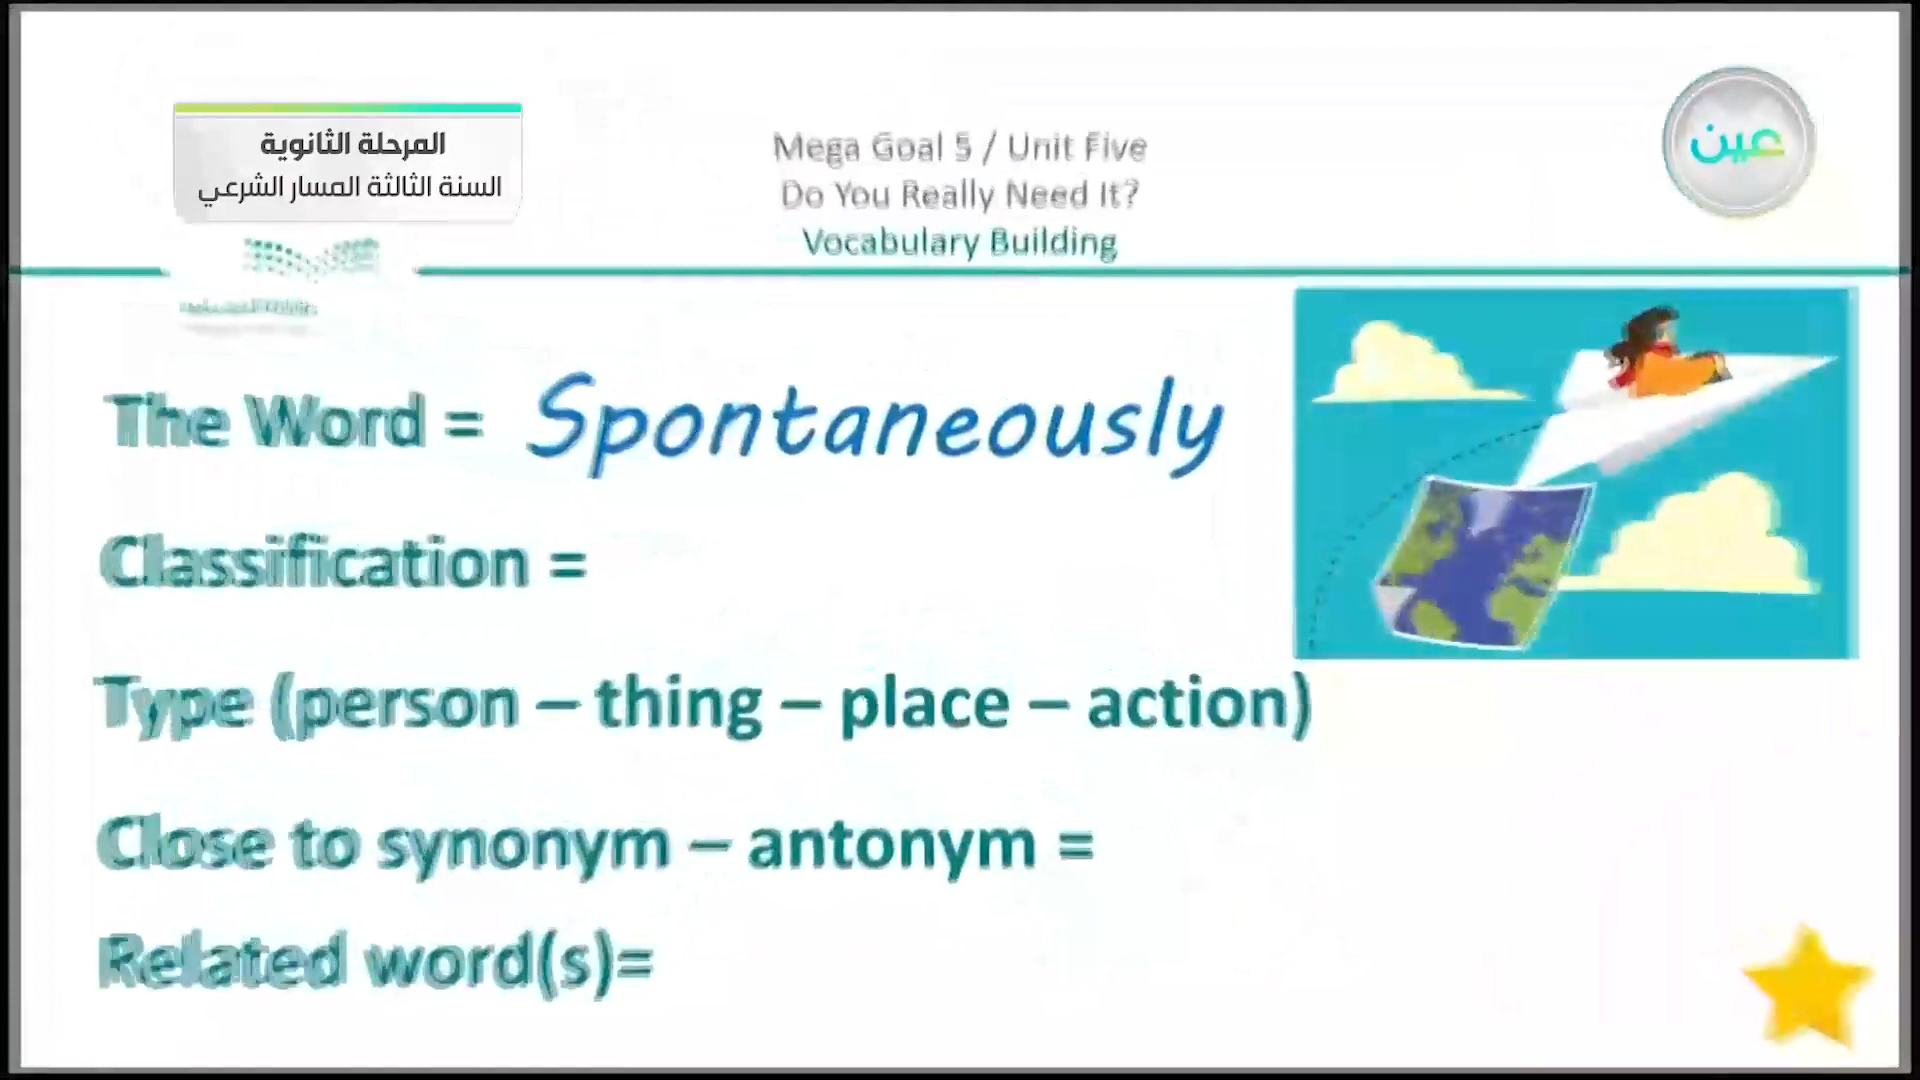 المرحلة الثانوية
السنة الثالثة المسار الشرعي
Mega Goal 5 / Unit Five
Do You Really Need It?
Vocabulary Building
عين
The Word = Spontaneously
Classification =
Type (person – thing – place – action)
Close to synonym – antonym =
Related word(s)=